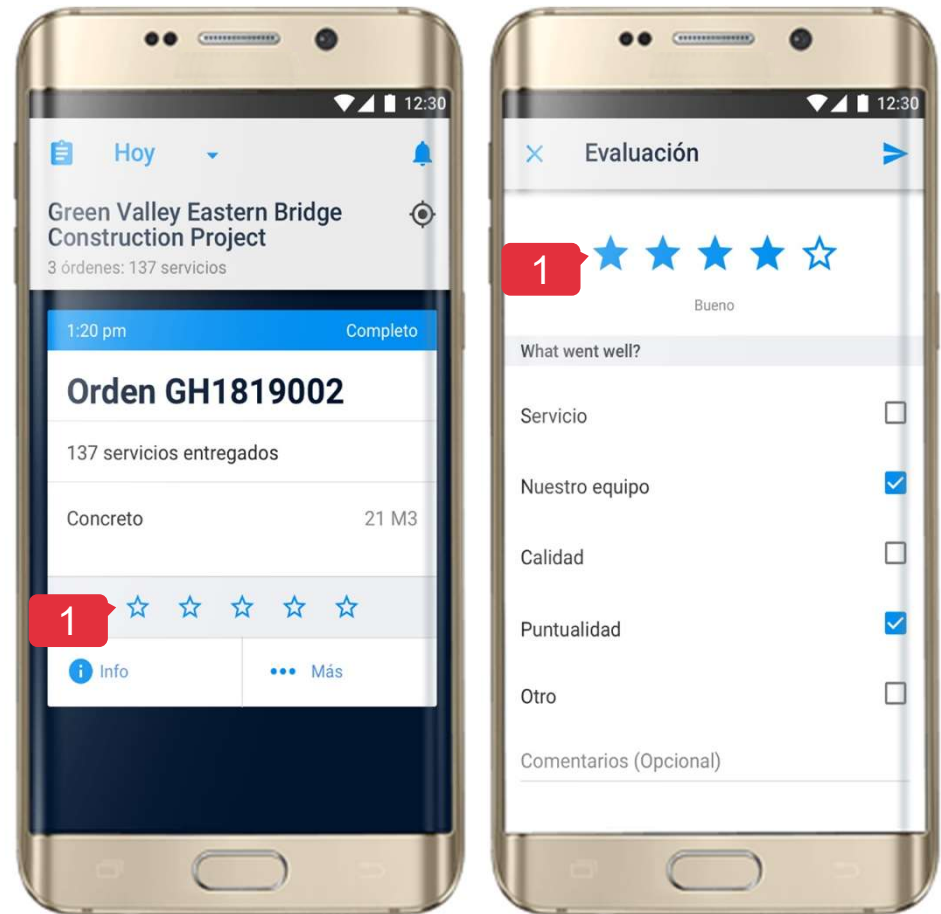 12:30
Hoy
Green Valley Eastern Bridge
Construction Project
3 órdenes: 137 servicios
1:20 pm Completo
Orden GH1819002
137 servicios entregados
Concreto 21 M3
1
Info Más
12:30
Evaluación
1
Bueno
What went well?
Servicio
Nuestro equipo
Calidad
Puntualidad
Otro
Comentarios (Opcional)